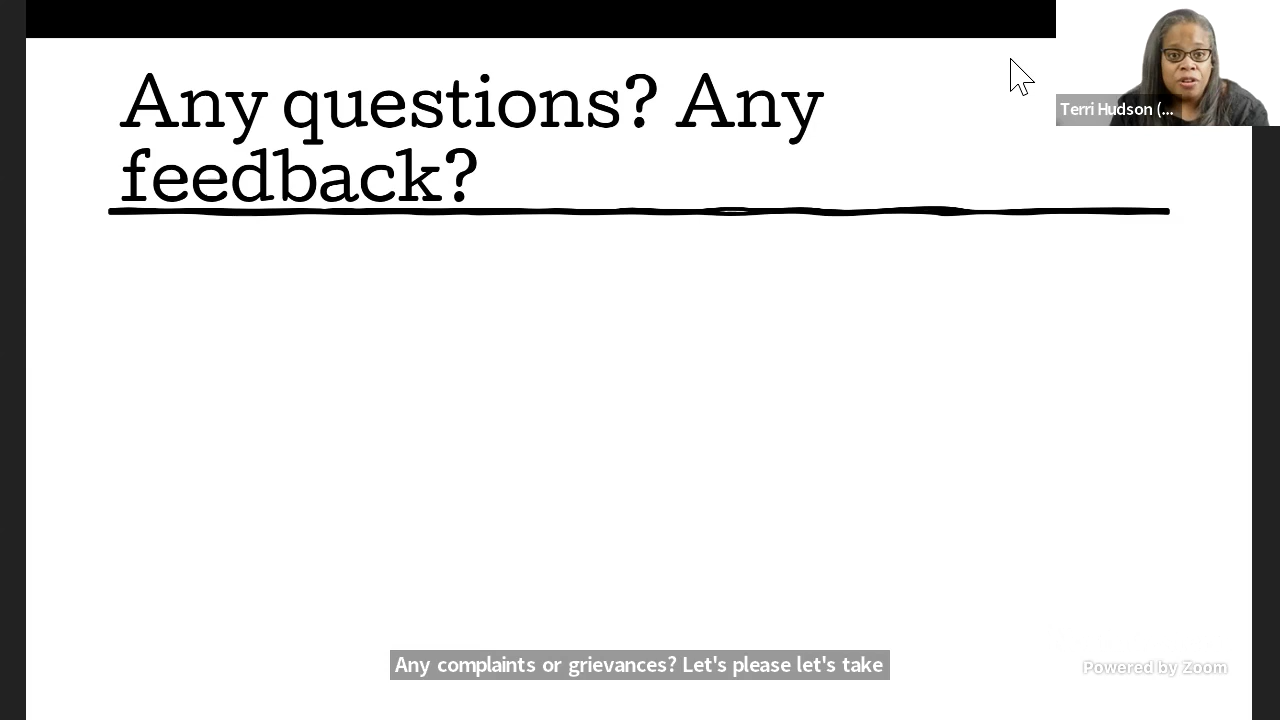 Any questions? Any
feedback?
Terri Hudson (...
Any complaints or grievances? Let's please let's take
Powered by Zoom